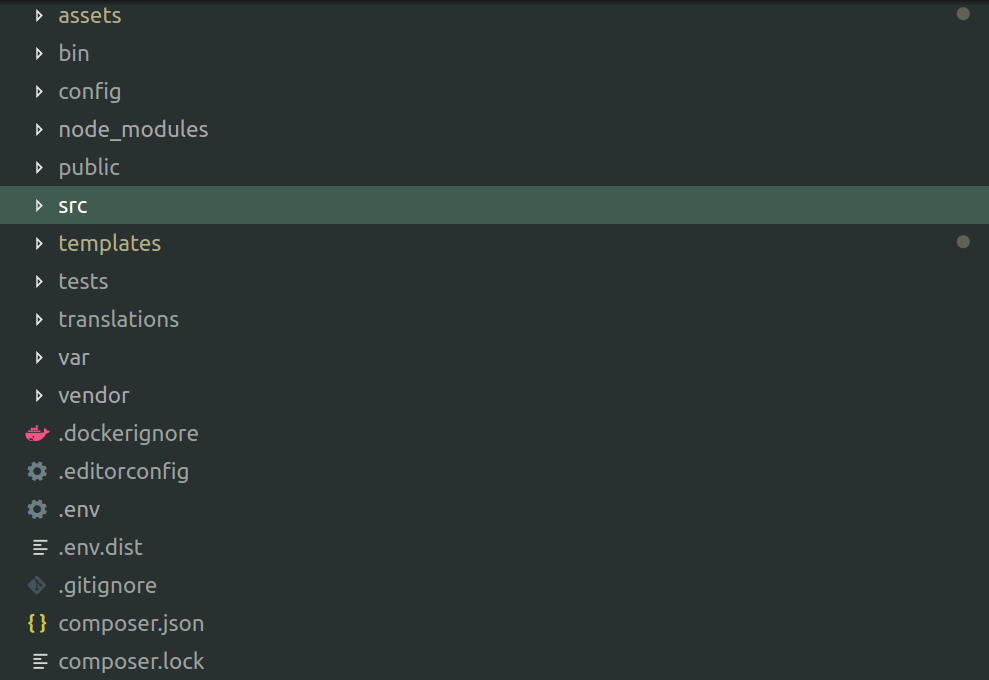 assets
bin
config
node_modules
public
src
templates
tests
translations
var
vendor
.dockerignore
.editorconfig
.env
.env.dist
.gitignore
composer.json
composer.lock